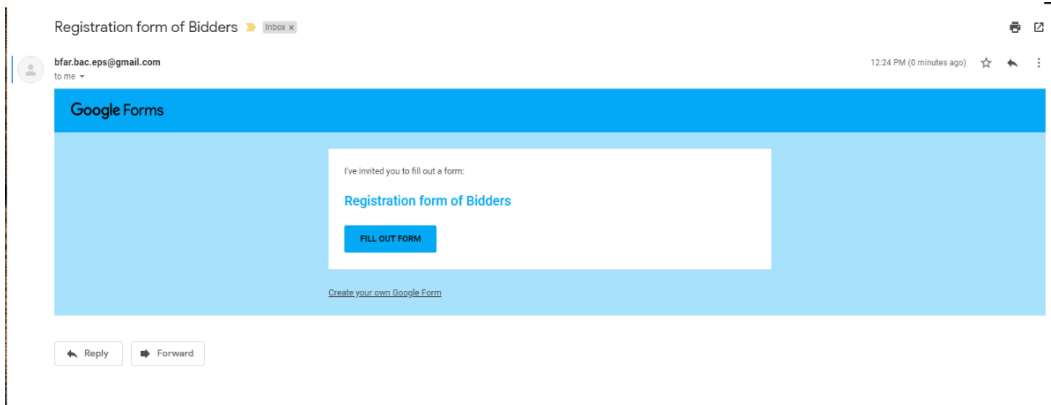 Registration form of Bidders Inbox x
bfar.bac.eps@gmail.com 12:24 PM (0 minutes ago)
to me
Google Forms
I've invited you to fill out a form:
Registration form of Bidders
FILL OUT FORM
Create your own Google Form
Reply Forward